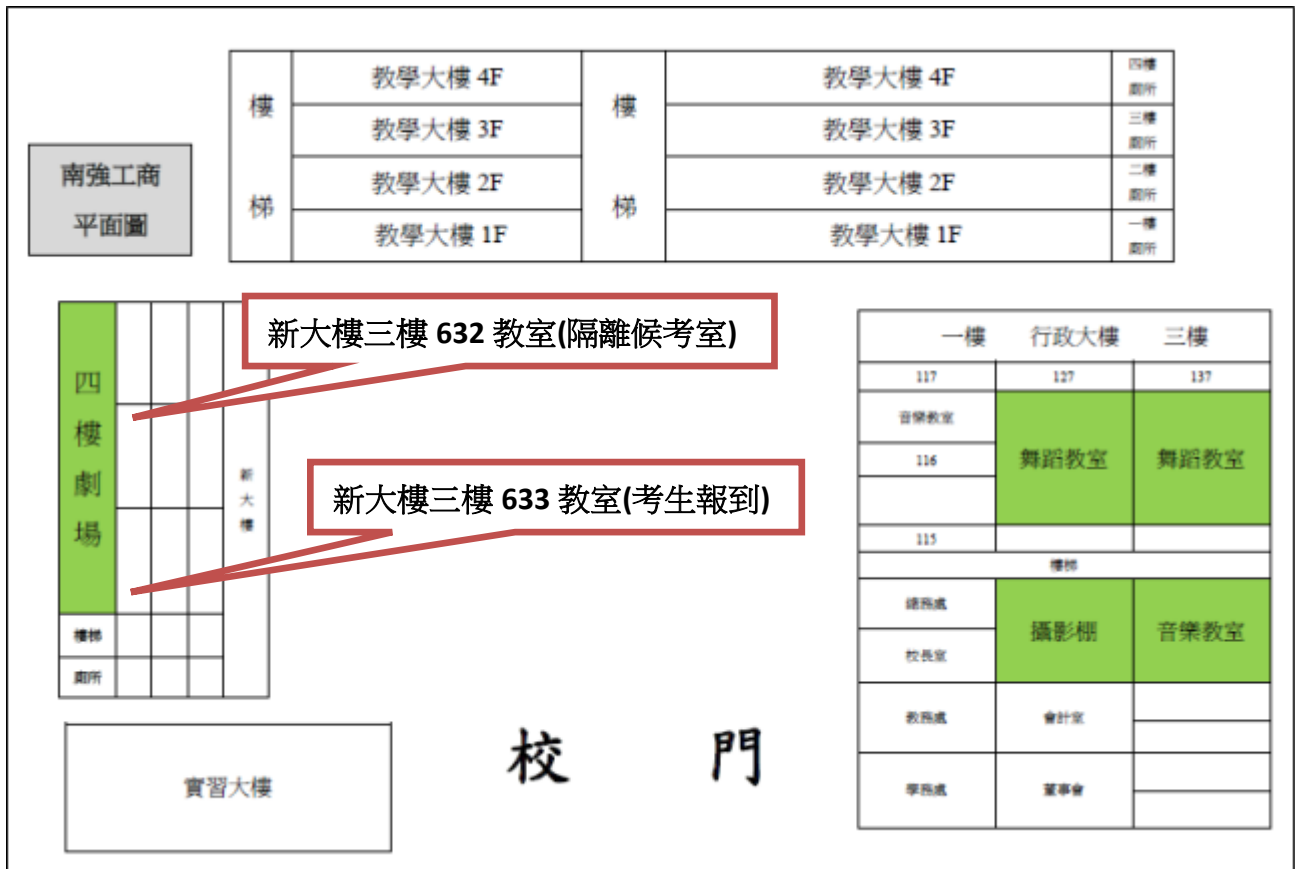 南強工商
平面圖
樓梯
教學大樓 4F
教學大樓 3F
教學大樓 2F
教學大樓 1F
樓梯
教學大樓 4F
教學大樓 3F
教學大樓 2F
教學大樓 1F
四樓
廁所
三樓
廁所
二樓
廁所
一樓
廁所
四樓劇場
樓梯
廁所
新大樓
新大樓三樓 632 教室(隔離候考室)
新大樓三樓 633 教室(考生報到)
實習大樓
校 門
一樓 行政大樓 三樓
117 127 137
音樂教室
116
舞蹈教室 舞蹈教室
115
樓梯
總務處
校長室
攝影棚 音樂教室
教務處 會計室
學務處 董事會